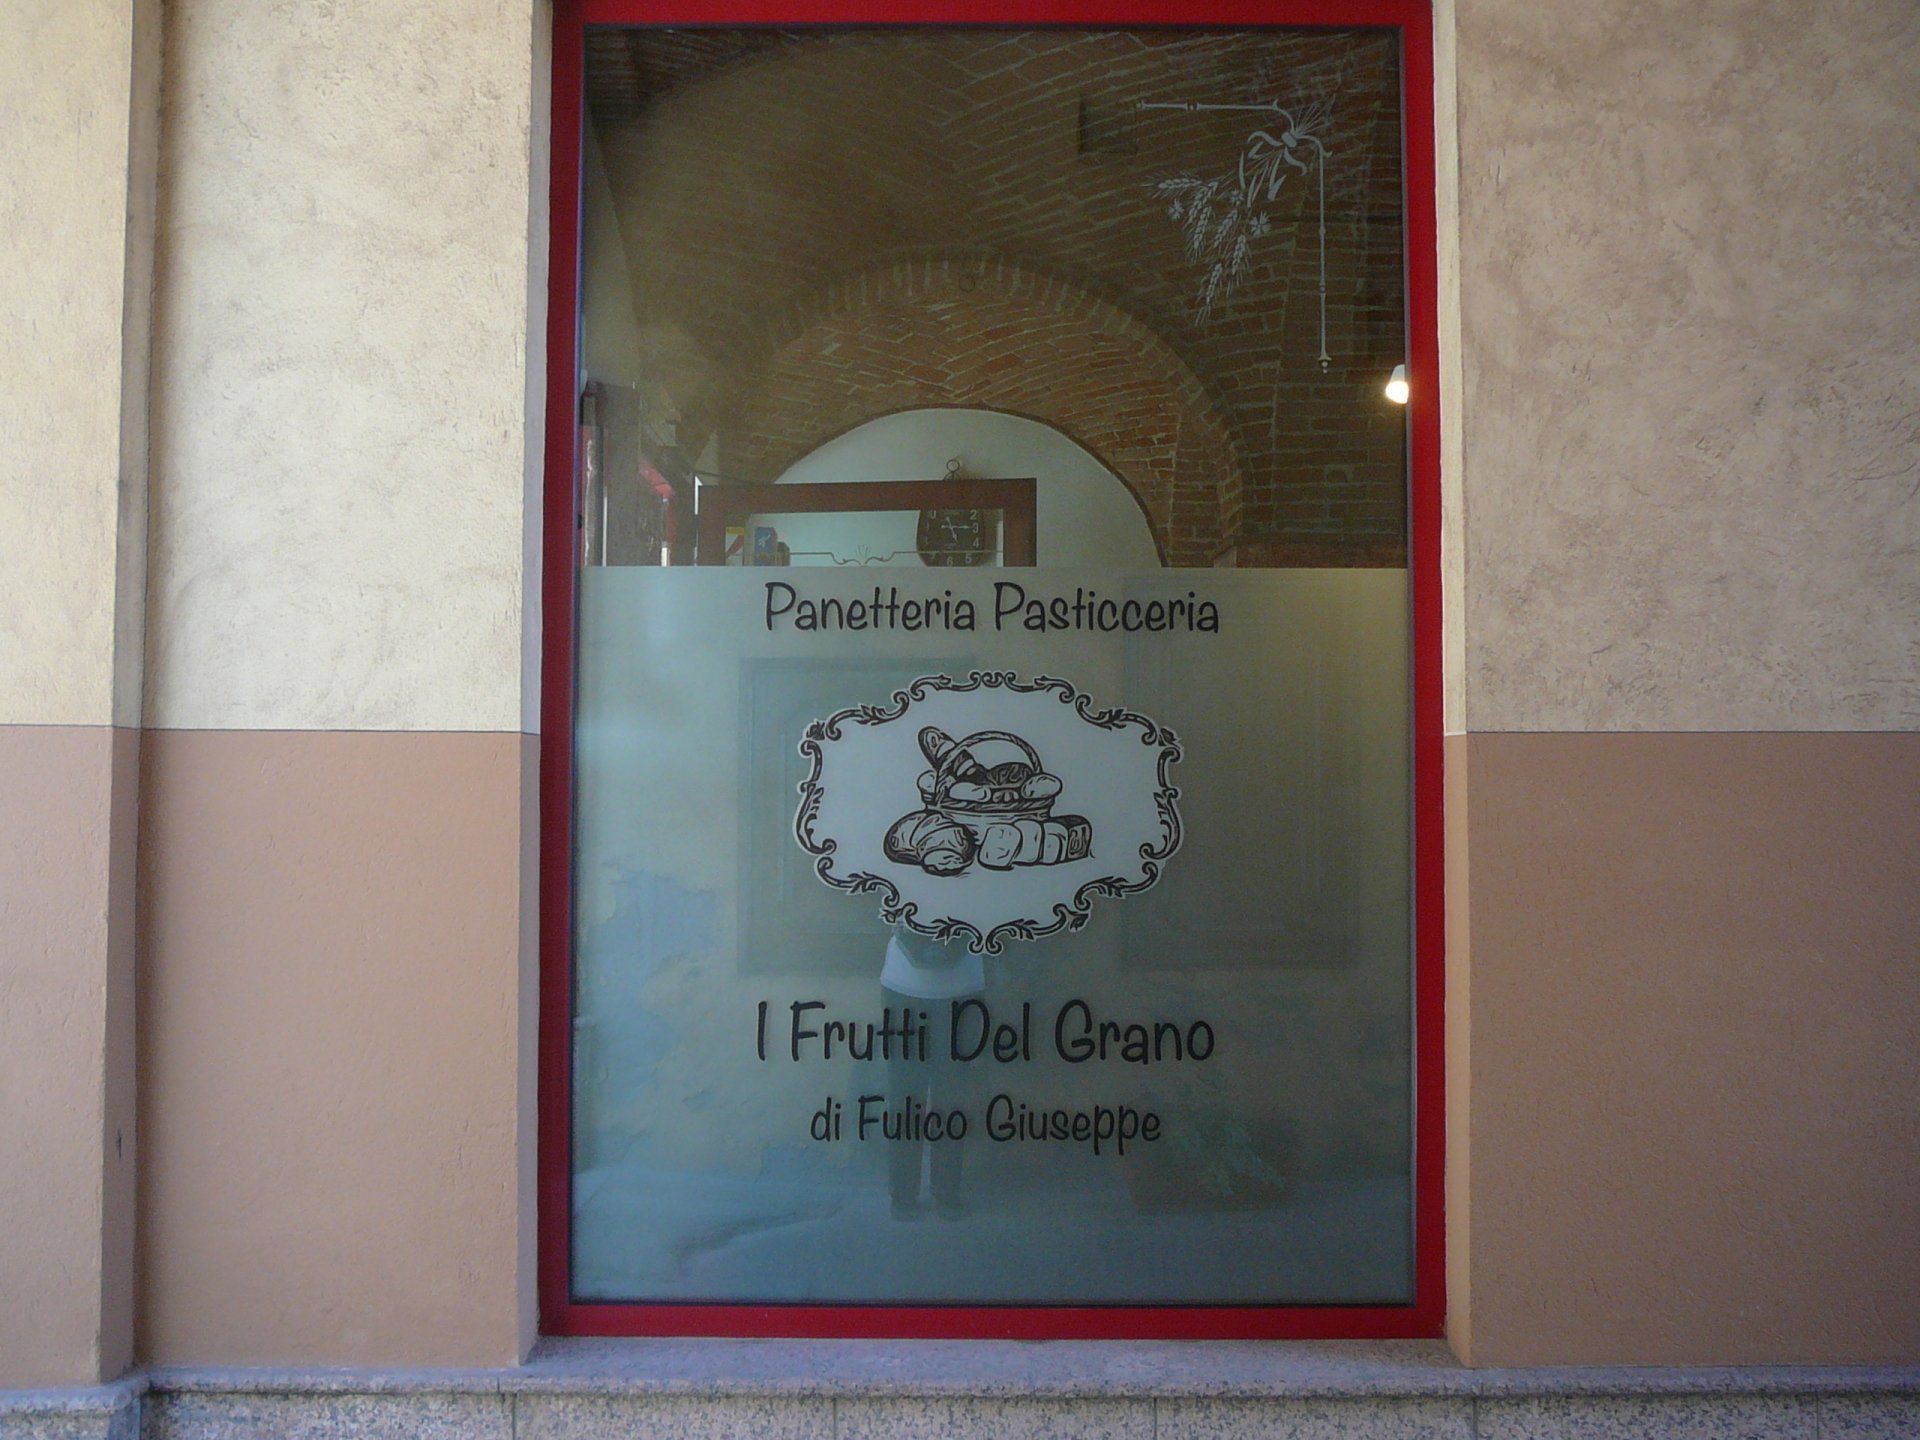 Panetteria Pasticceria
I Frutti Del Grano
di Fulico Giuseppe